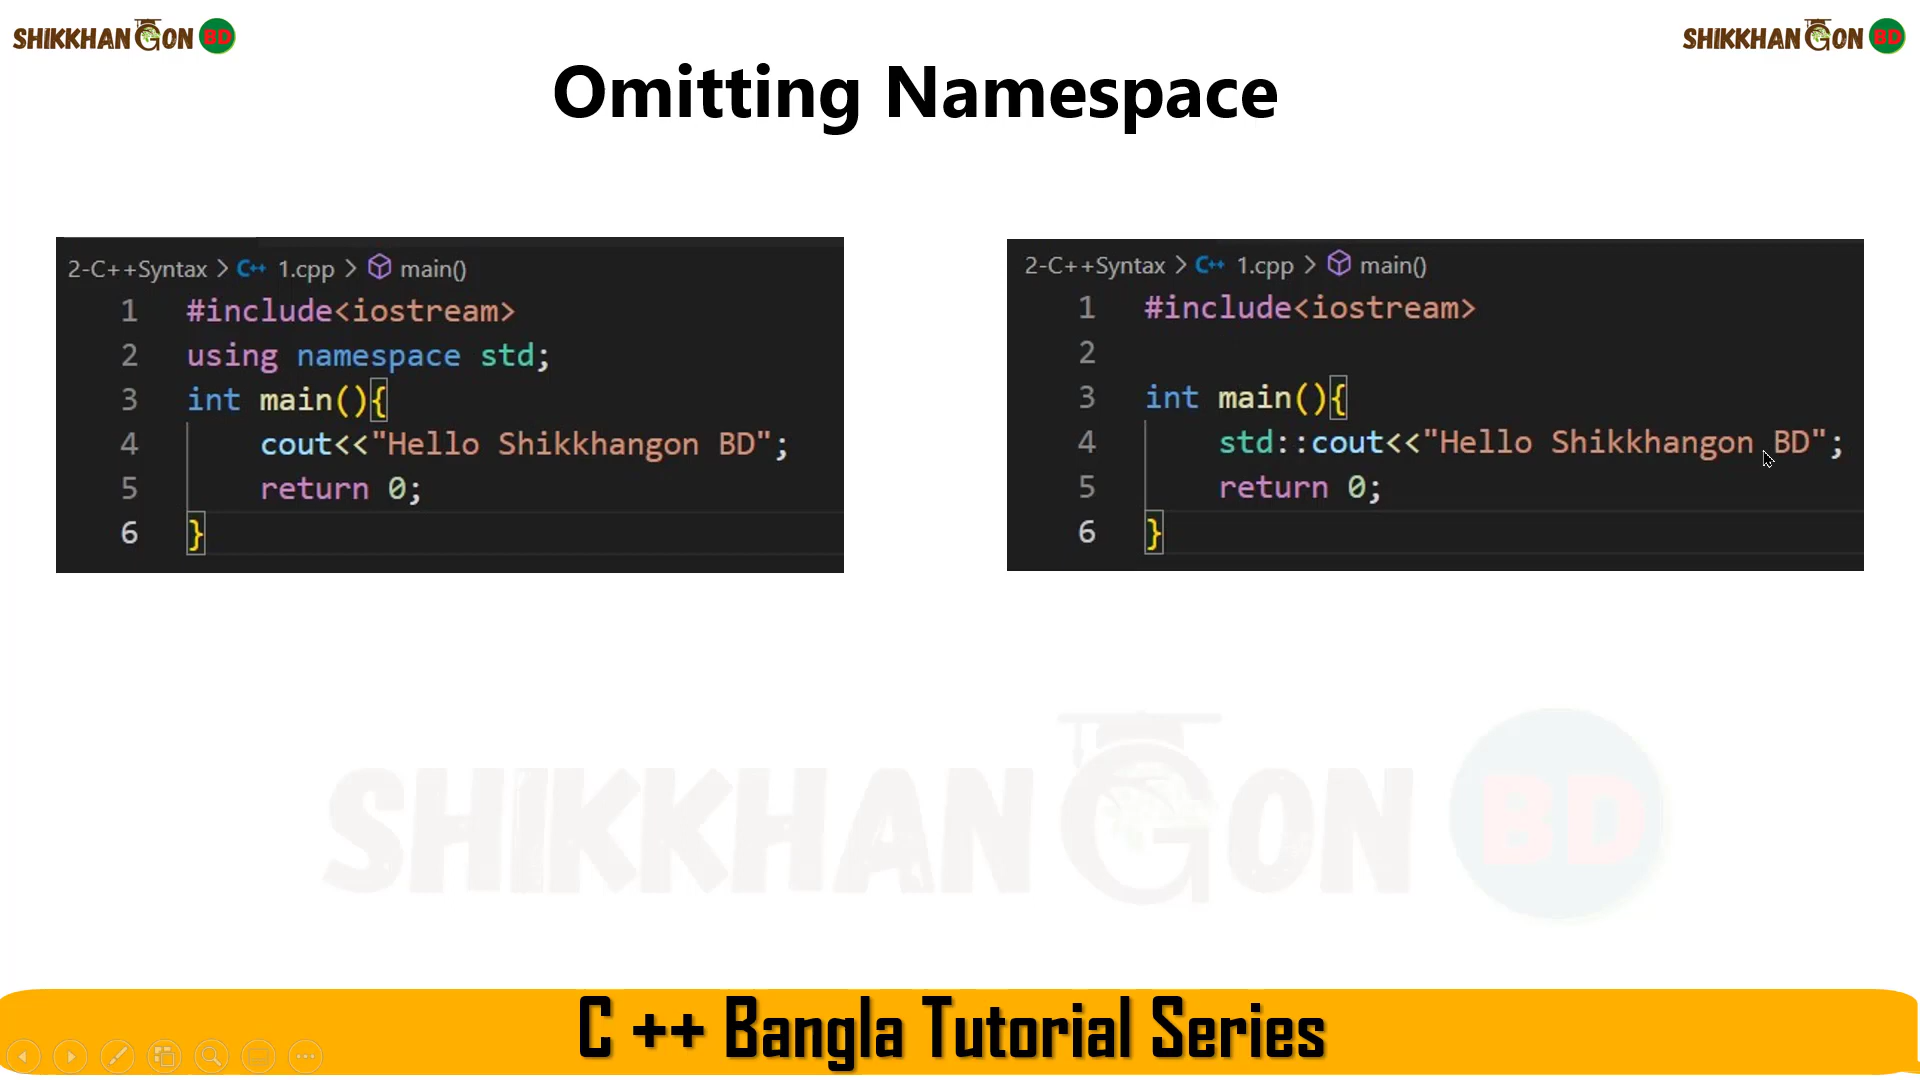 SHIKKHANGON BD
SHIKKHANGON BD
Omitting Namespace
2-C++Syntax > C++ 1.cpp > main()
1 #include<iostream>
2 using namespace std;
3 int main(){
4 cout<<"Hello Shikkhangon BD";
5 return 0;
6 }
2-C++Syntax > C++ 1.cpp > main()
1 #include<iostream>
2
3 int main(){
4 std::cout<<"Hello Shikkhangon BD";
5 return 0;
6 }
SHIKKHANGON BD
C ++ Bangla Tutorial Series